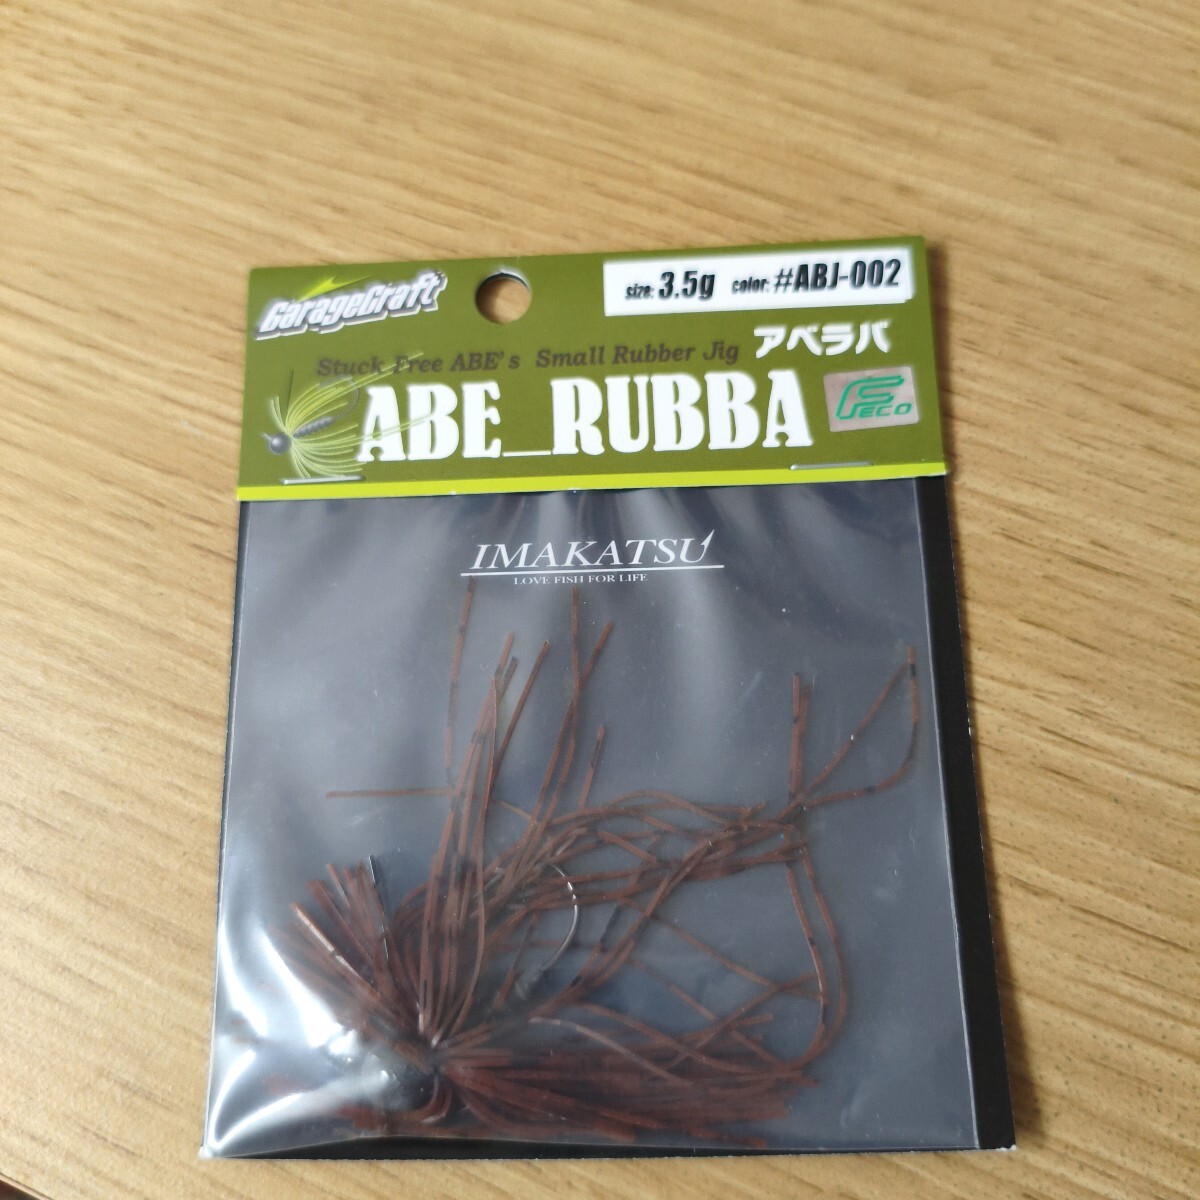 GarageCraft
size: 3.5g color: #ABJ-002
Stuck Free ABE's Small Rubber Jig
アベラバ
ABE_RUBBA
FECO
IMAKATSU
LOVE FISH FOR LIFE